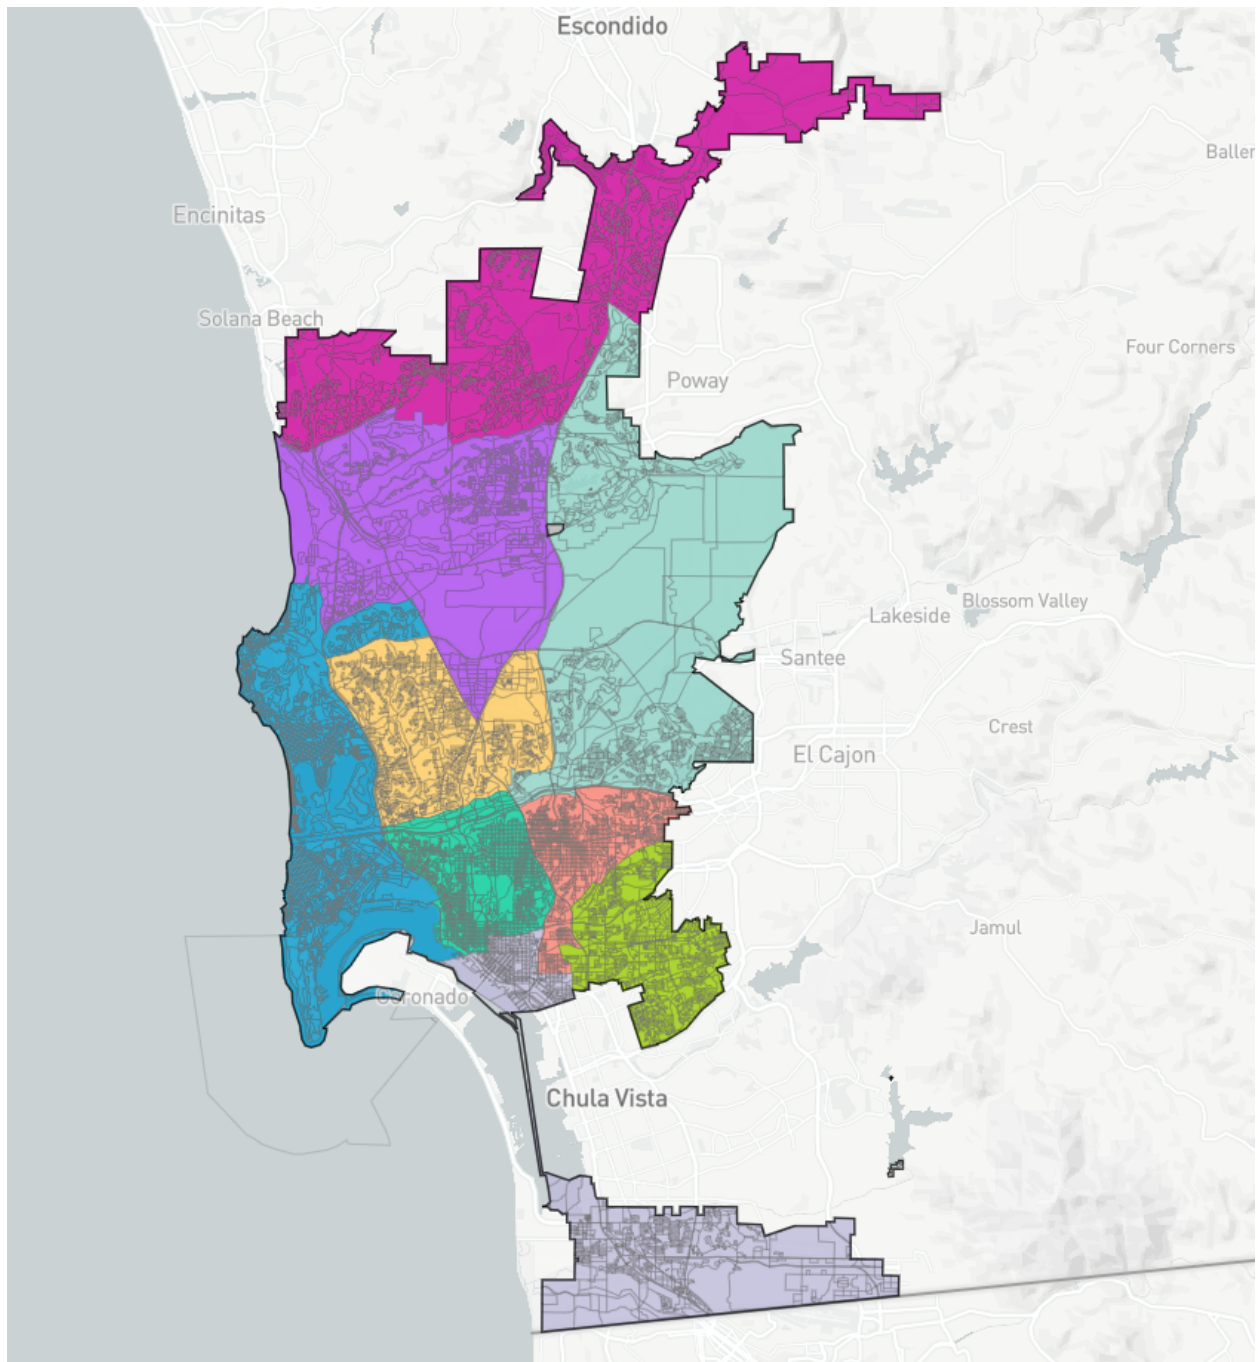 Escondido
Baller
Encinitas
Solana Beach
Four Corners
Poway
Blossom Valley
Lakeside
Santee
Crest
El Cajon
Jamul
Coronado
Chula Vista